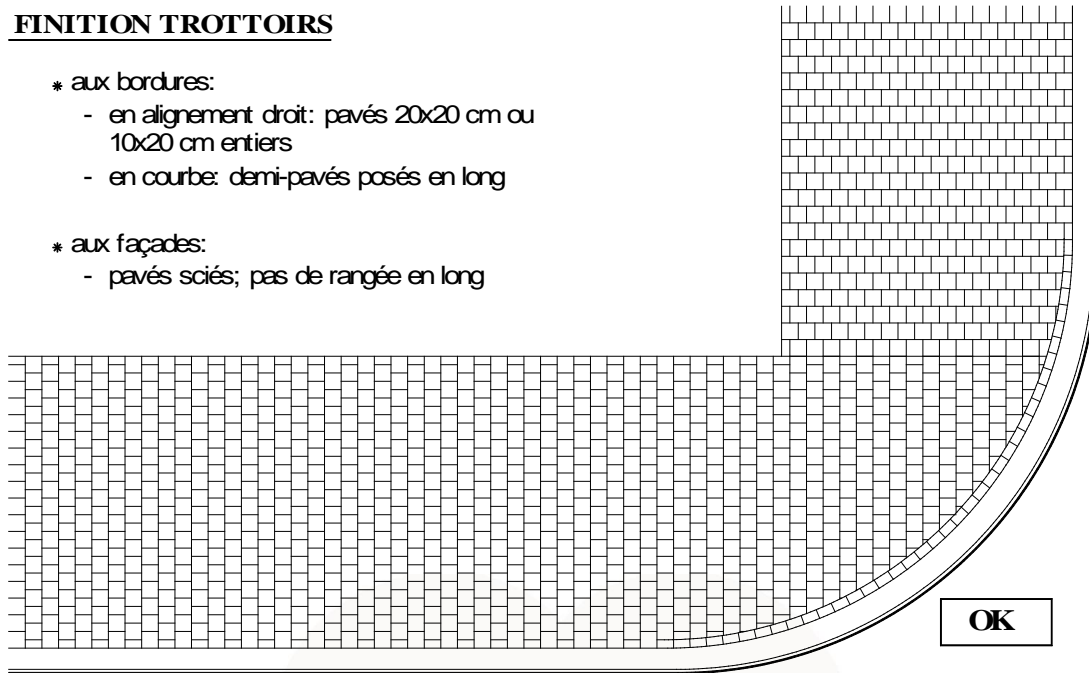 FINITION TROTTOIRS
* aux bordures:
- en alignement droit: pavés 20x20 cm ou
10x20 cm entiers
- en courbe: demi-pavés posés en long
* aux façades:
- pavés sciés; pas de rangée en long
OK